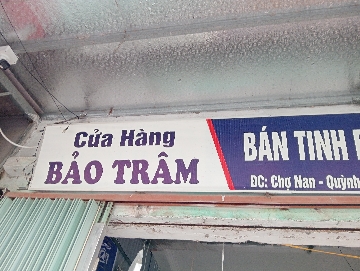 Cửa Hàng
BẢO TRÂM
BÁN TINH
ĐC: Chợ Nan - Quỳnh